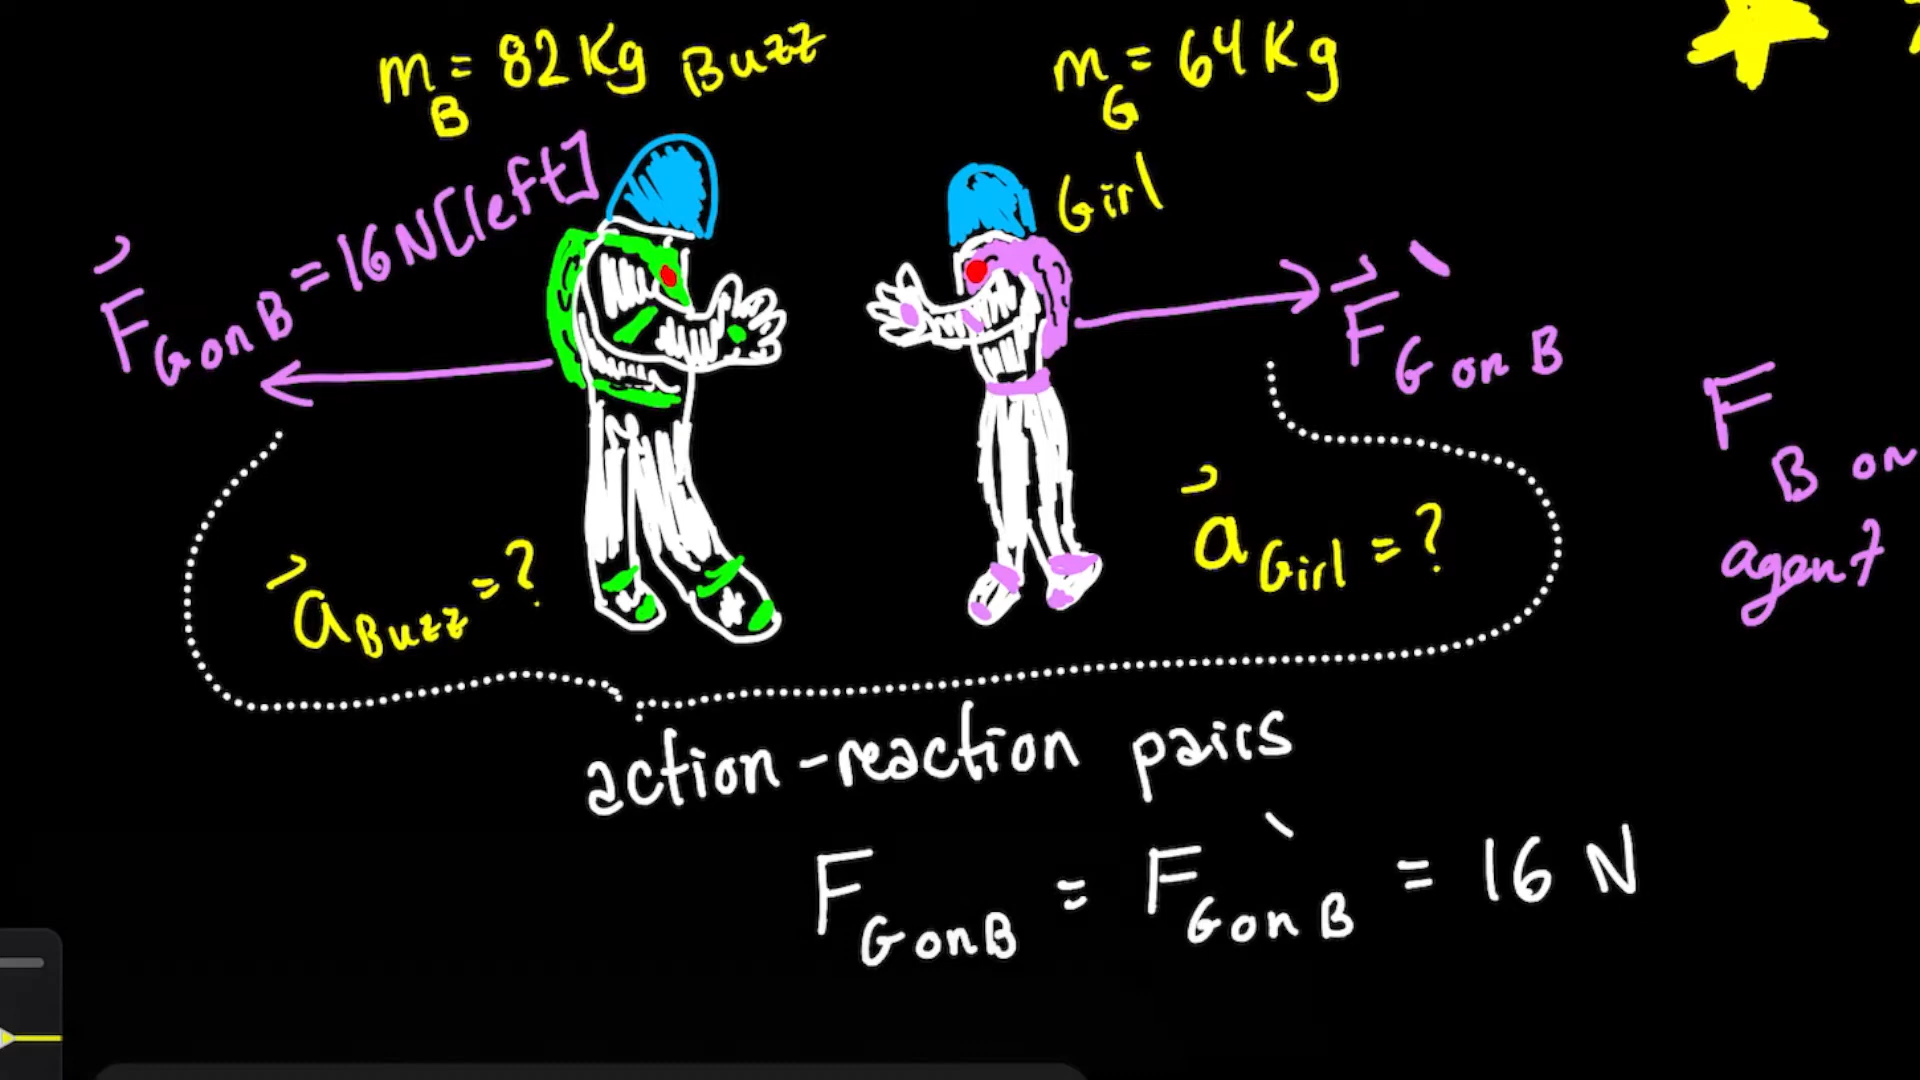 m_B = 82 Kg Buzz
m_G = 64 Kg
Girl
F_G on B = 16 N [left]
F_G on B
F_B on
agent
a_Buzz = ?
a_Girl = ?
action-reaction pairs
F_G on B = F_G on B = 16 N